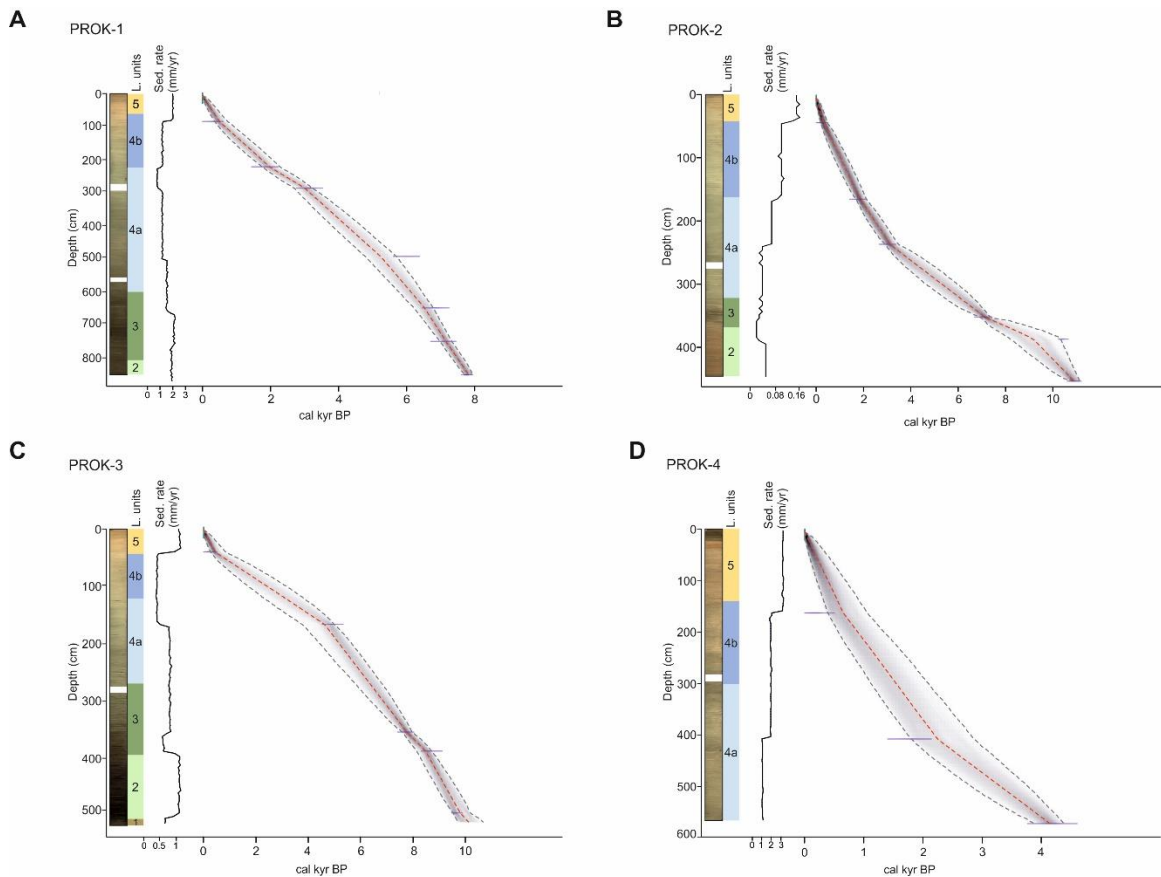 A
PROK-1
L. units
Sed. rate
(mm/yr)
Depth (cm)
0
100
200
300
400
500
600
700
800
5
4b
4a
3
2
0 1 2 3
0 2 4 6 8
cal kyr BP
B
PROK-2
L. units
Sed. rate
(mm/yr)
Depth (cm)
0
100
200
300
400
5
4b
4a
3
2
0 0.08 0.16
0 2 4 6 8 10
cal kyr BP
C
PROK-3
L. units
Sed. rate
(mm/yr)
Depth (cm)
0
100
200
300
400
500
5
4b
4a
3
2
1
0 0.5 1
0 2 4 6 8 10
cal kyr BP
D
PROK-4
L. units
Sed. rate
(mm/yr)
Depth (cm)
0
100
200
300
400
500
600
5
4b
4a
0 1 2 3
0 1 2 3 4
cal kyr BP